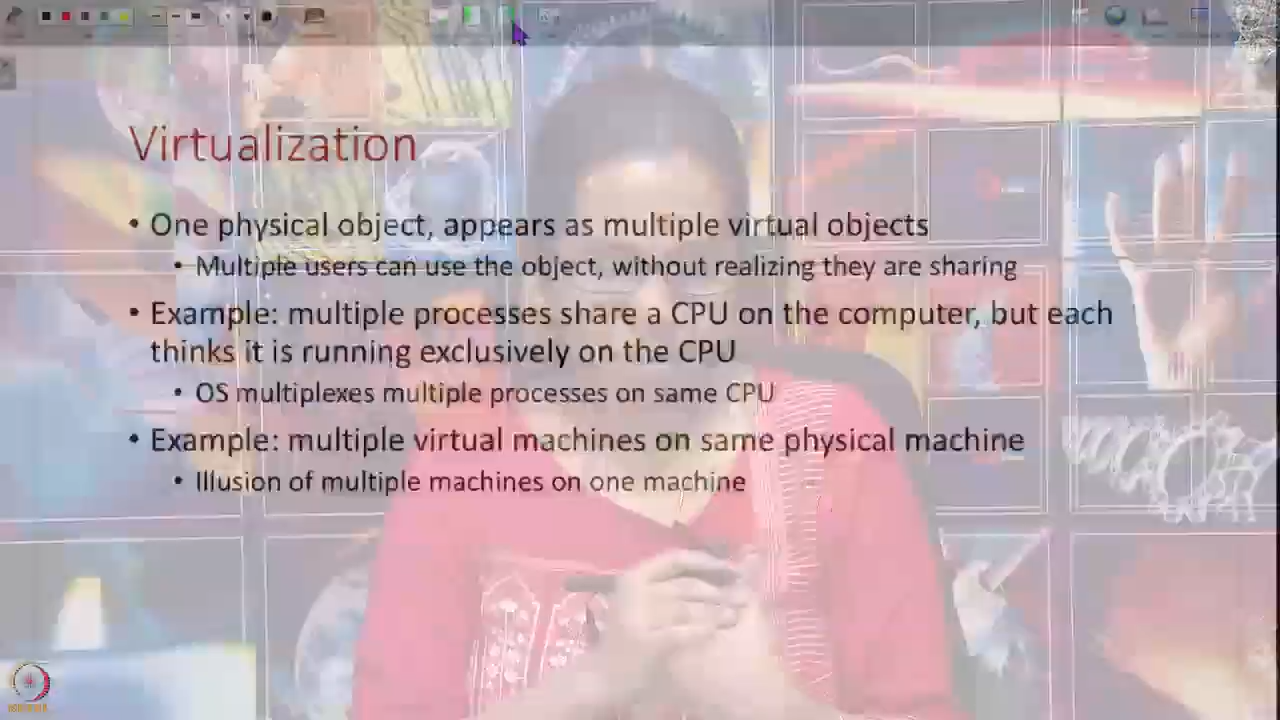 Virtualization
• One physical object, appears as multiple virtual objects
• Multiple users can use the object, without realizing they are sharing
• Example: multiple processes share a CPU on the computer, but each
thinks it is running exclusively on the CPU
• OS multiplexes multiple processes on same CPU
• Example: multiple virtual machines on same physical machine
• Illusion of multiple machines on one machine